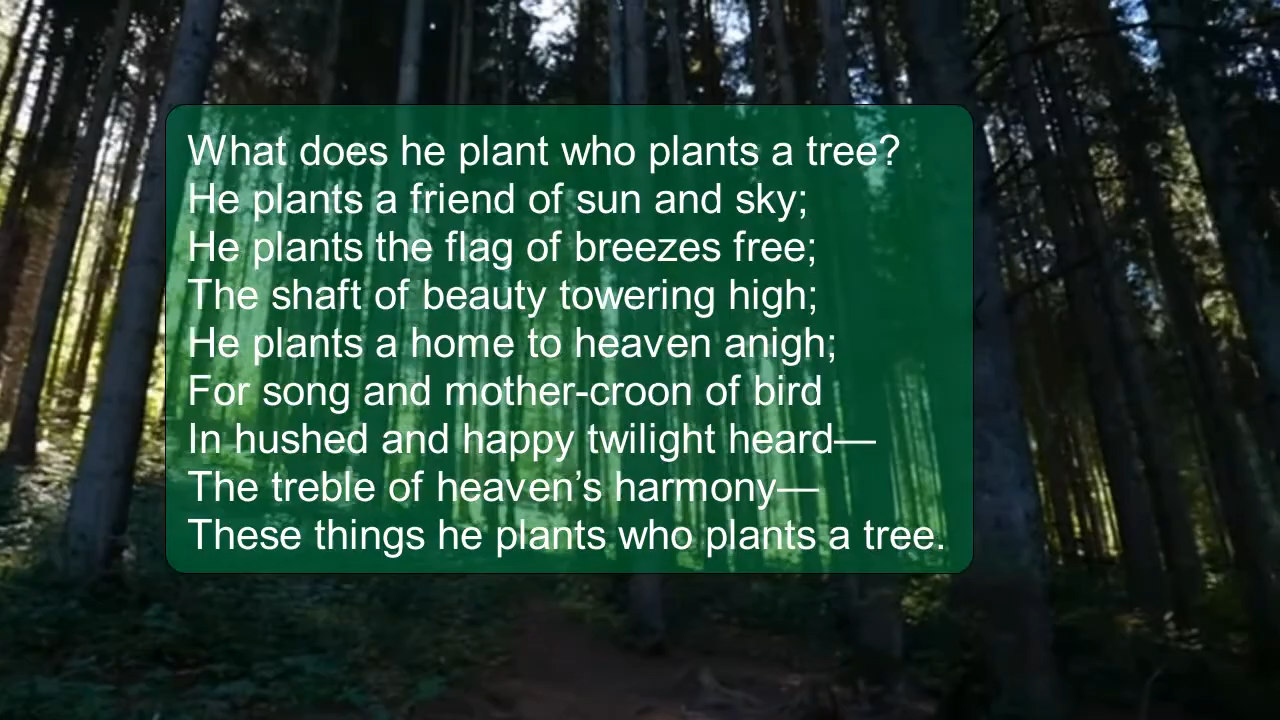 What does he plant who plants a tree?
He plants a friend of sun and sky;
He plants the flag of breezes free;
The shaft of beauty towering high;
He plants a home to heaven anigh;
For song and mother-croon of bird
In hushed and happy twilight heard—
The treble of heaven’s harmony—
These things he plants who plants a tree.